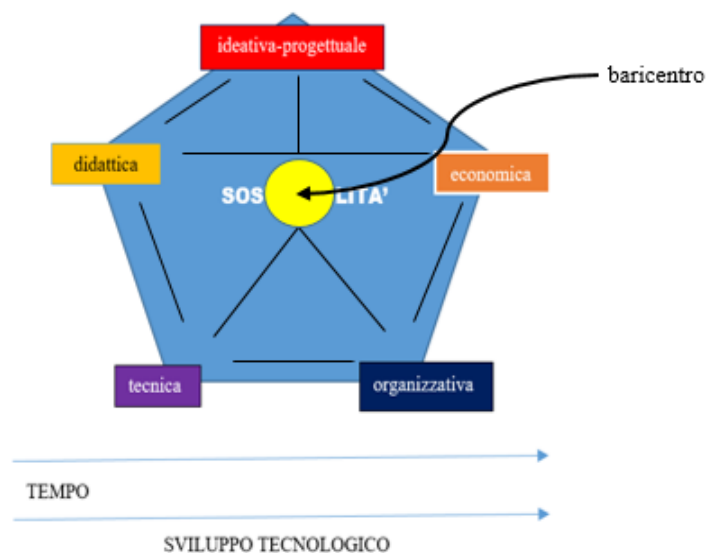 ideativa-progettuale
baricentro
didattica
economica
SOS LITA’
tecnica
organizzativa
TEMPO
SVILUPPO TECNOLOGICO